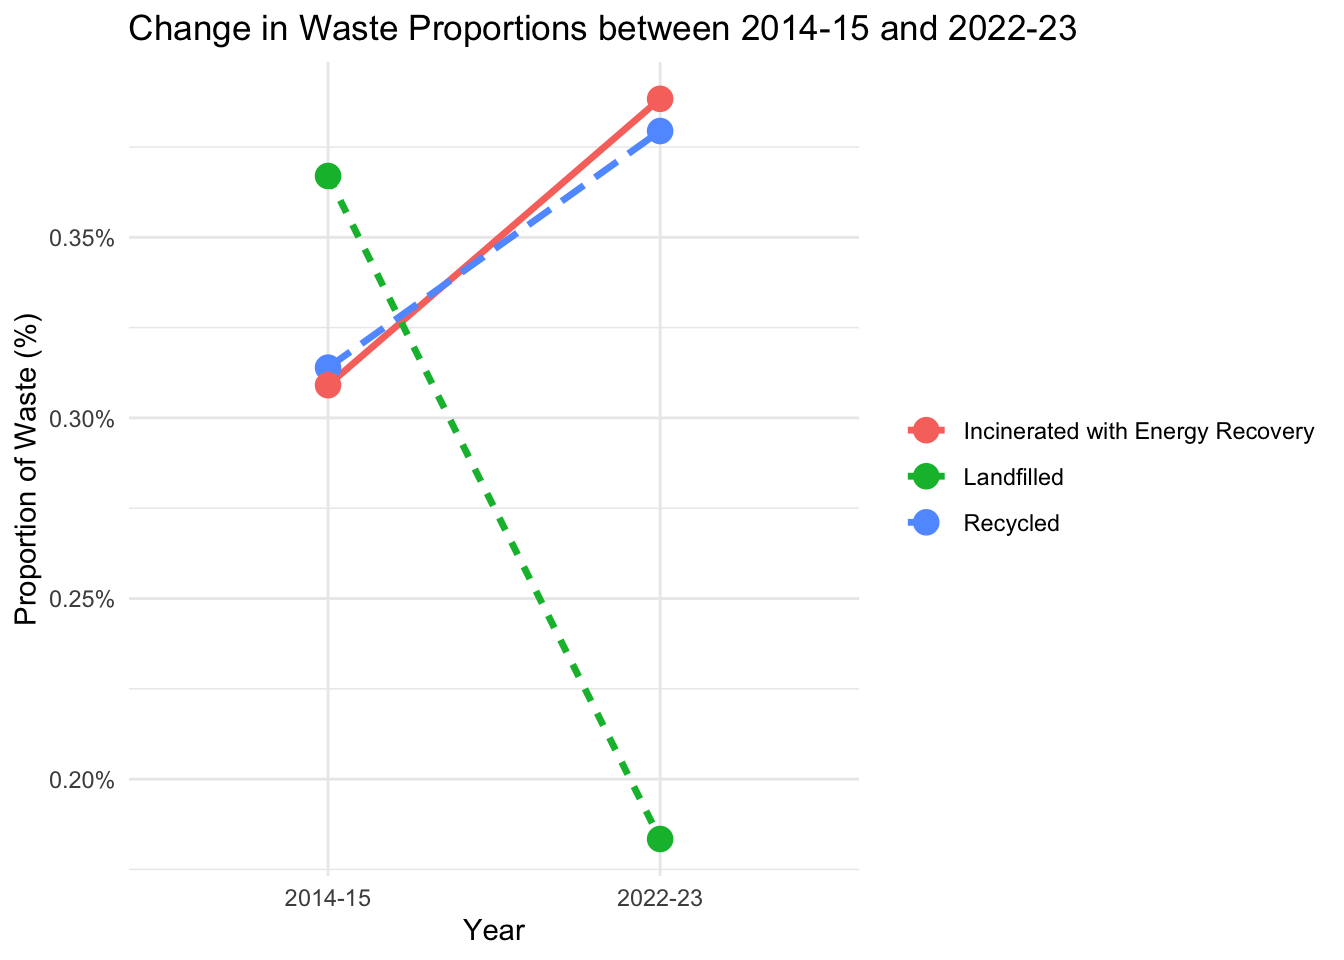 Change in Waste Proportions between 2014-15 and 2022-23
Proportion of Waste (%)
0.35%
0.30%
0.25%
0.20%
2014-15
2022-23
Year
Incinerated with Energy Recovery
Landfilled
Recycled